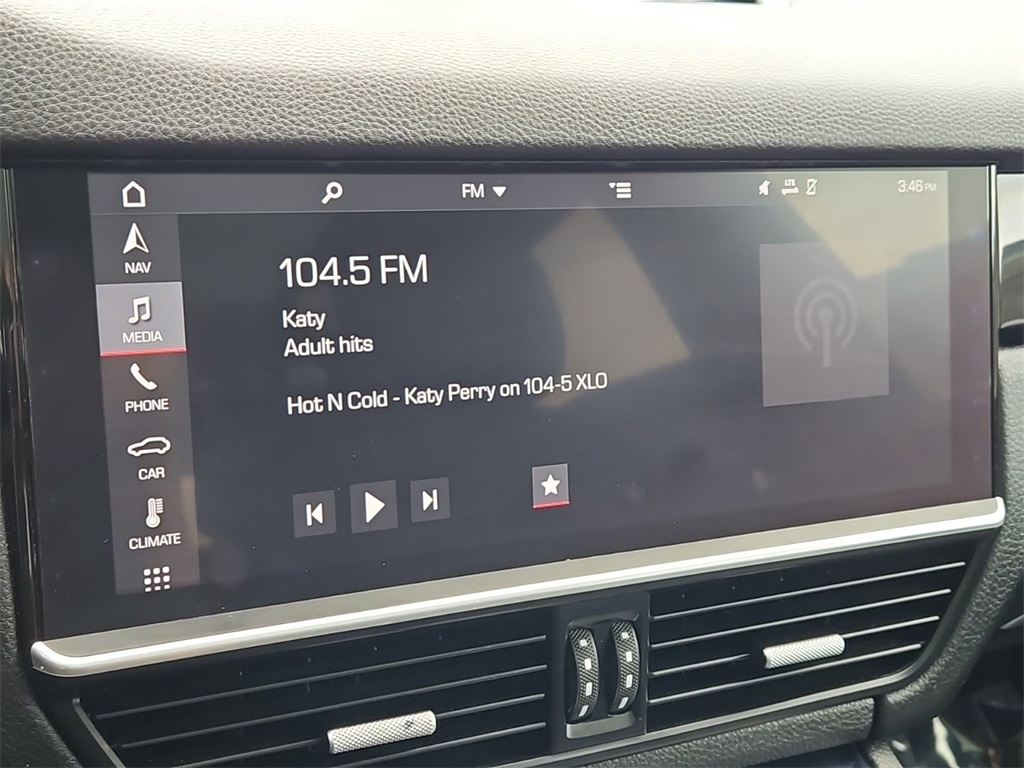 FM
LTE
3:46 PM
NAV
MEDIA
PHONE
CAR
CLIMATE
104.5 FM
Katy
Adult hits
Hot N Cold - Katy Perry on 104-5 XLO